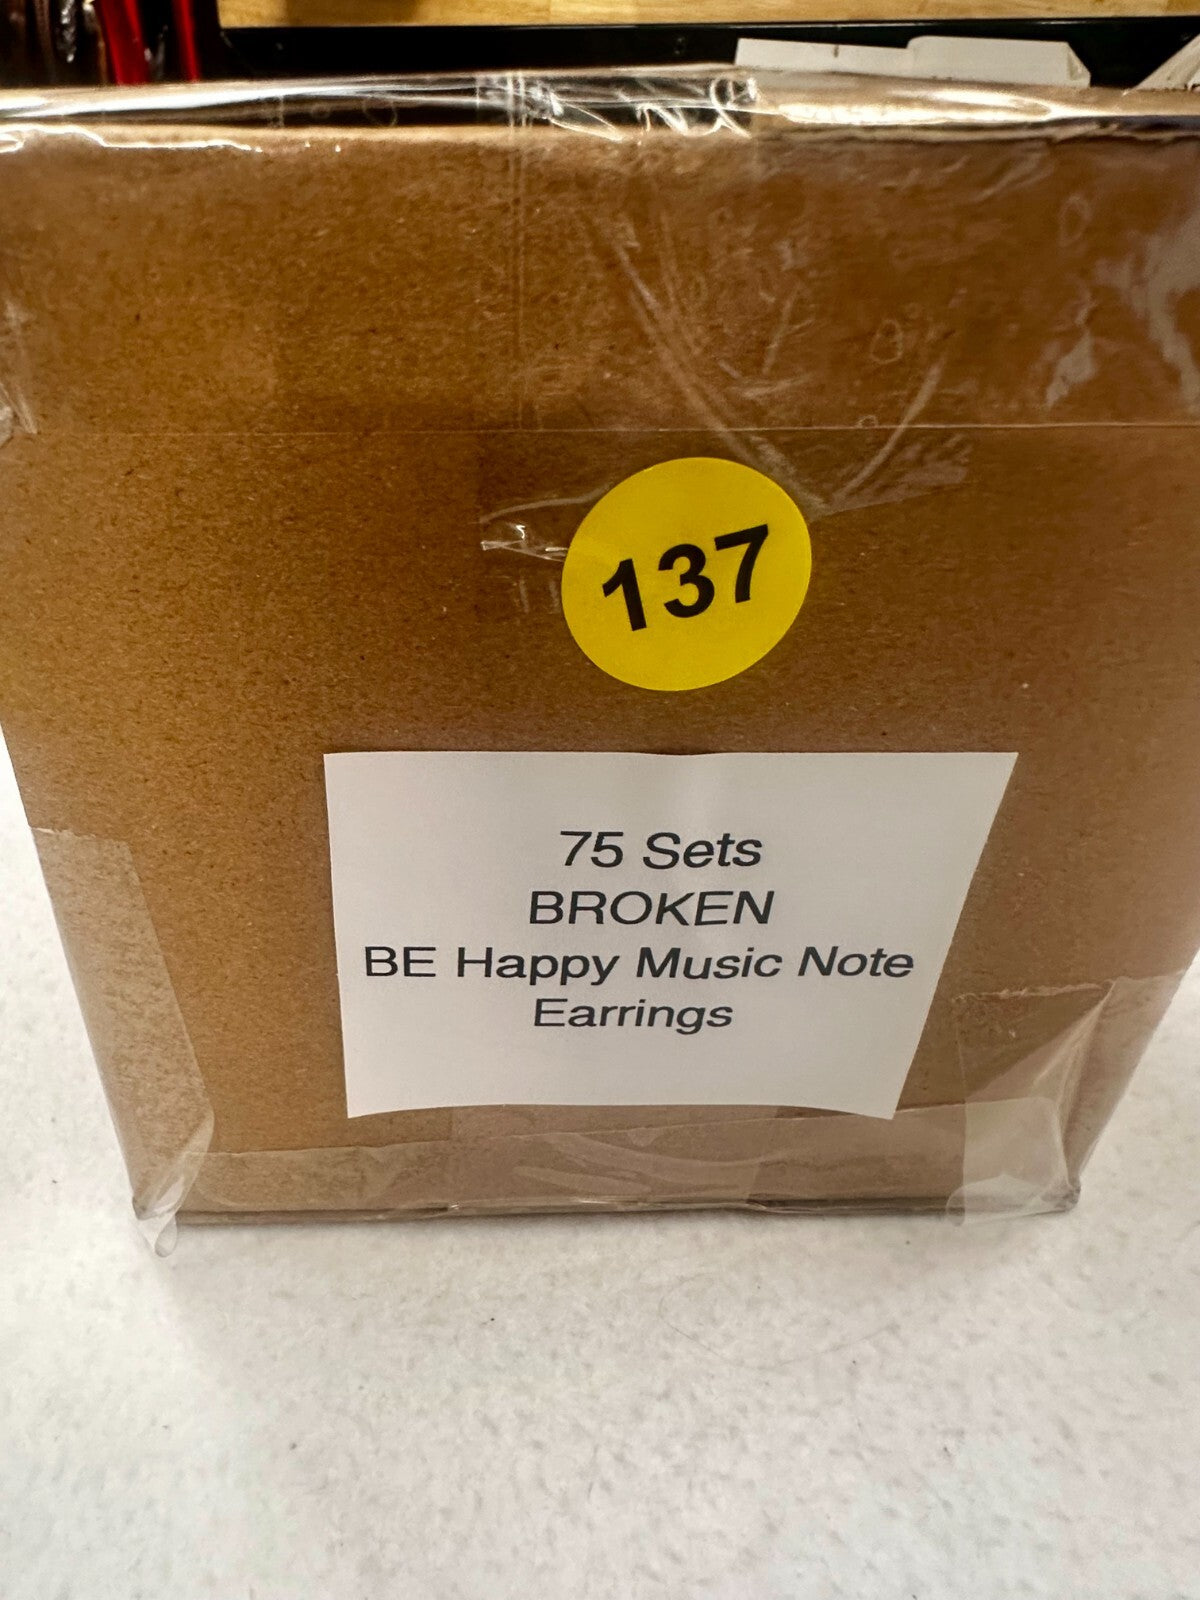 137
75 Sets
BROKEN
BE Happy Music Note
Earrings